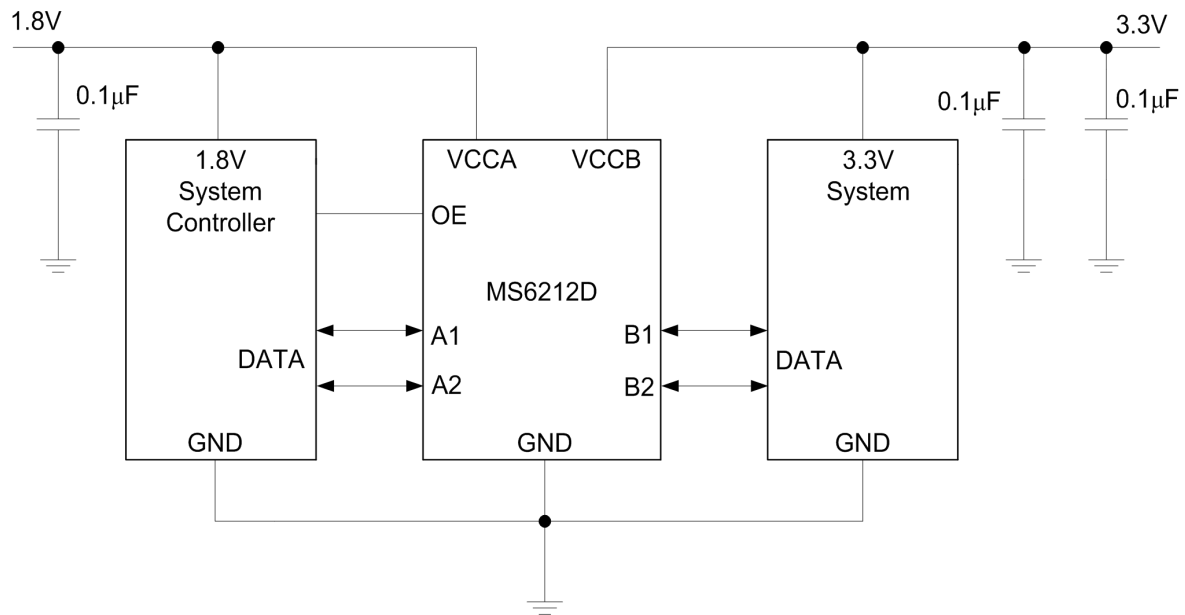 1.8V
3.3V
0.1μF
0.1μF
0.1μF
1.8V
System
Controller
DATA
GND
VCCA
VCCB
OE
MS6212D
A1
A2
B1
B2
GND
3.3V
System
DATA
GND